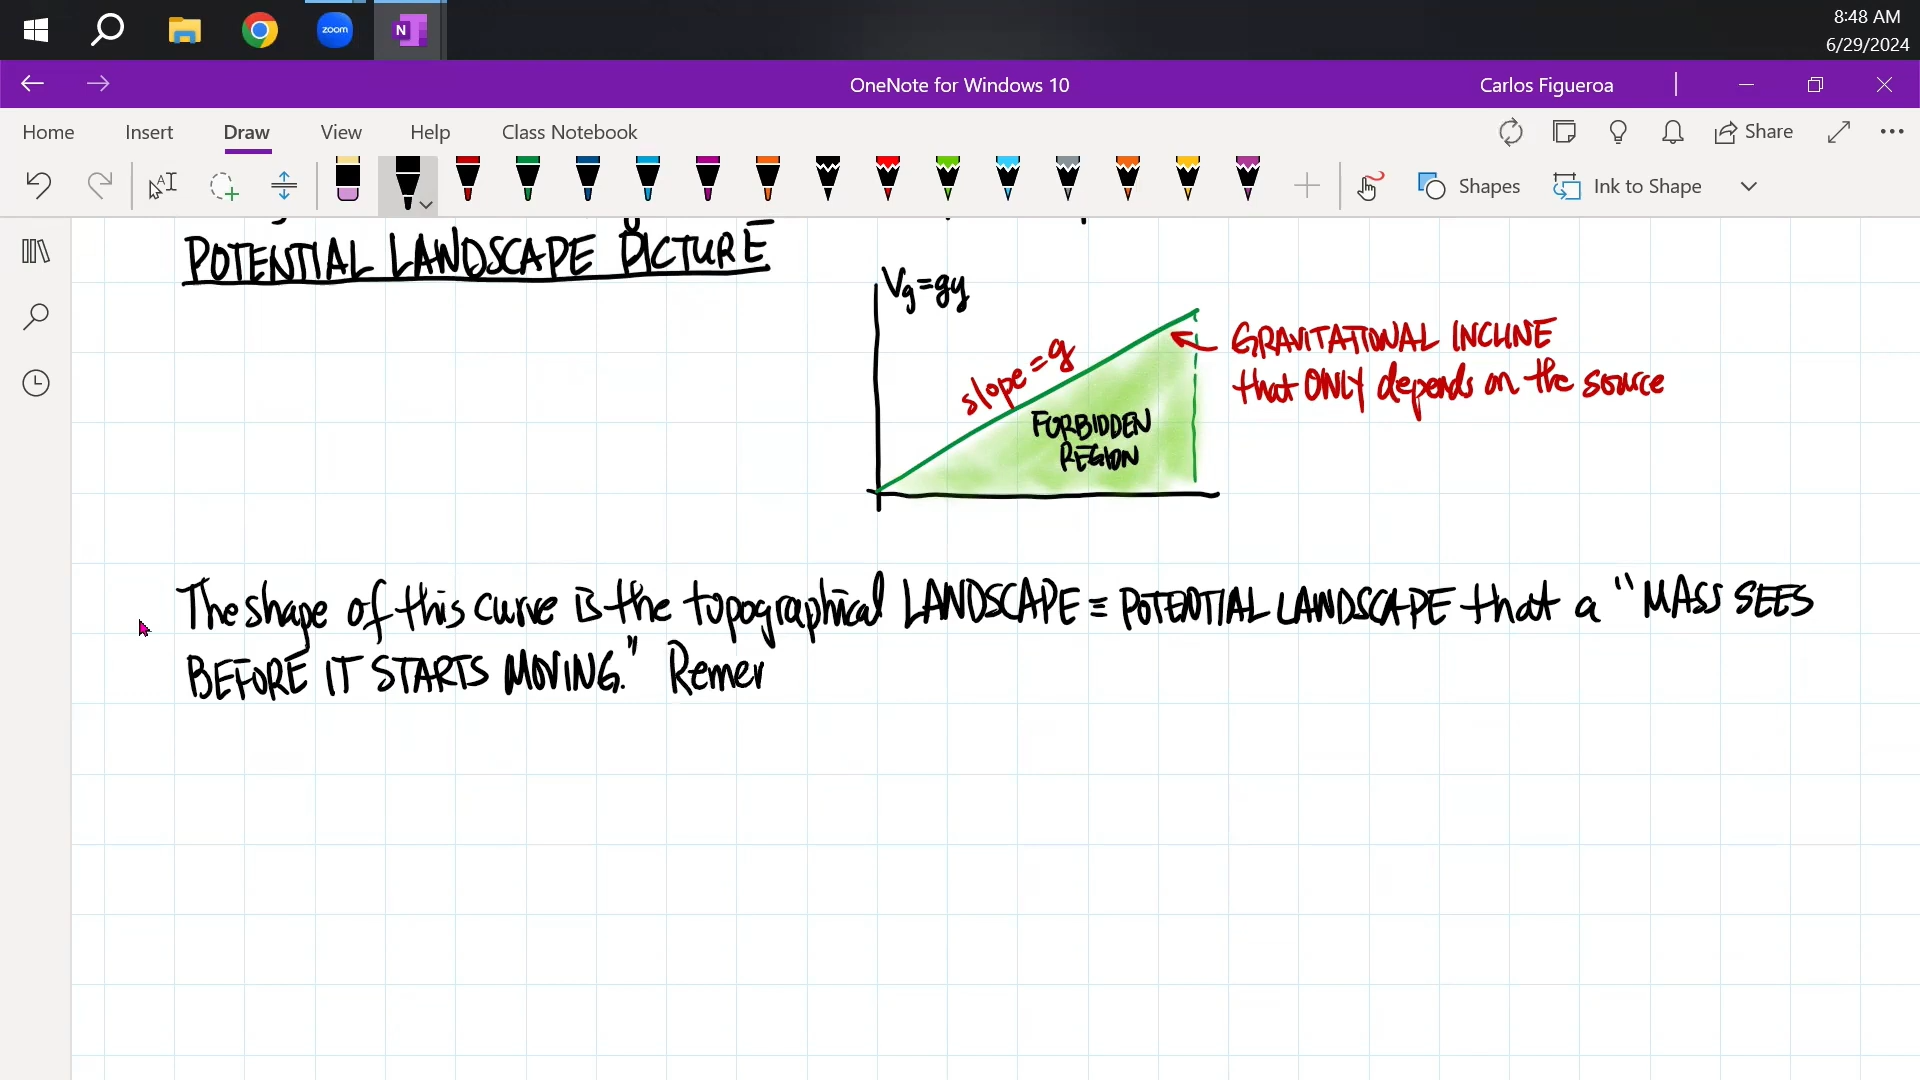 8:48 AM
6/29/2024
zoom
N
OneNote for Windows 10
Carlos Figueroa
Home Insert Draw View Help Class Notebook
Share
Shapes
Ink to Shape
POTENTIAL LANDSCAPE PICTURE
Vg=gy
slope = g
GRAVITATIONAL INCLINE
that ONLY depends on the source
FORBIDDEN
REGION
The shape of this curve is the topographical LANDSCAPE ≡ POTENTIAL LANDSCAPE that a "MASS SEES
BEFORE IT STARTS MOVING." Remer